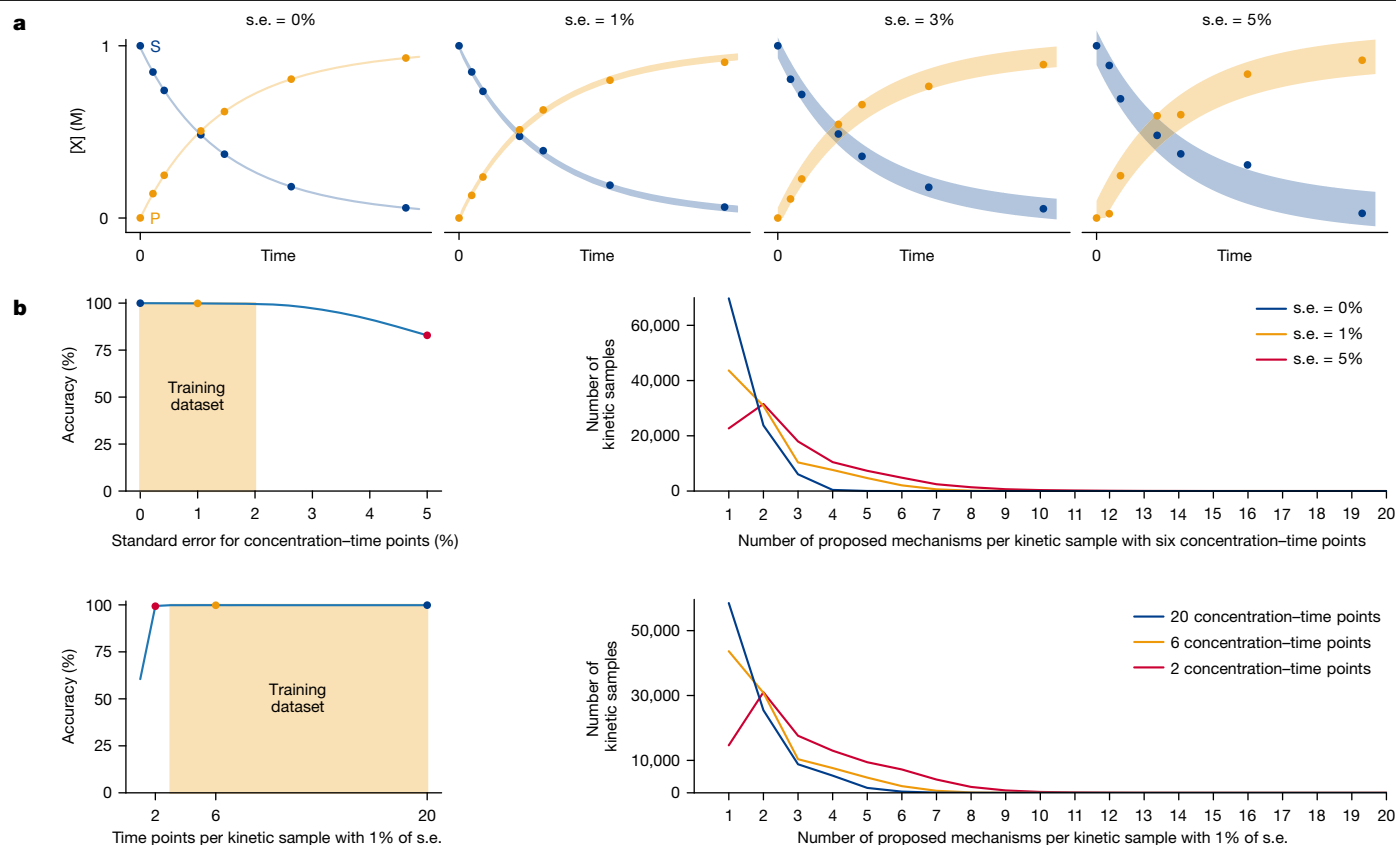 a
s.e. = 0%
s.e. = 1%
s.e. = 3%
s.e. = 5%
[X] (M)
1
0
S
P
0
Time
0
Time
0
Time
0
Time
b
Accuracy (%)
100
75
50
25
0
Training
dataset
0 1 2 3 4 5
Standard error for concentration–time points (%)
Number of
kinetic samples
60,000
40,000
20,000
0
s.e. = 0%
s.e. = 1%
s.e. = 5%
1 2 3 4 5 6 7 8 9 10 11 12 13 14 15 16 17 18 19 20
Number of proposed mechanisms per kinetic sample with six concentration–time points
Accuracy (%)
100
75
50
25
0
Training
dataset
2 6 20
Time points per kinetic sample with 1% of s.e.
Number of
kinetic samples
50,000
30,000
10,000
0
20 concentration–time points
6 concentration–time points
2 concentration–time points
1 2 3 4 5 6 7 8 9 10 11 12 13 14 15 16 17 18 19 20
Number of proposed mechanisms per kinetic sample with 1% of s.e.